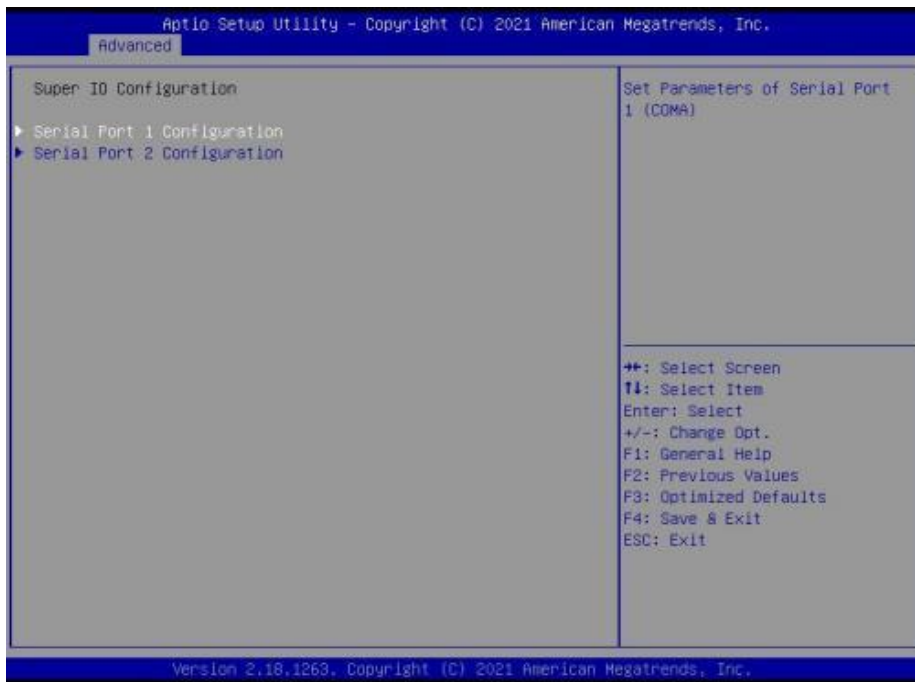 Aptio Setup Utility – Copyright (C) 2021 American Megatrends, Inc.
Advanced
Super IO Configuration
Serial Port 1 Configuration
Serial Port 2 Configuration
Set Parameters of Serial Port
1 (COMA)
→←: Select Screen
↑↓: Select Item
Enter: Select
+/-: Change Opt.
F1: General Help
F2: Previous Values
F3: Optimized Defaults
F4: Save & Exit
ESC: Exit
Version 2.18.1263. Copyright (C) 2021 American Megatrends, Inc.